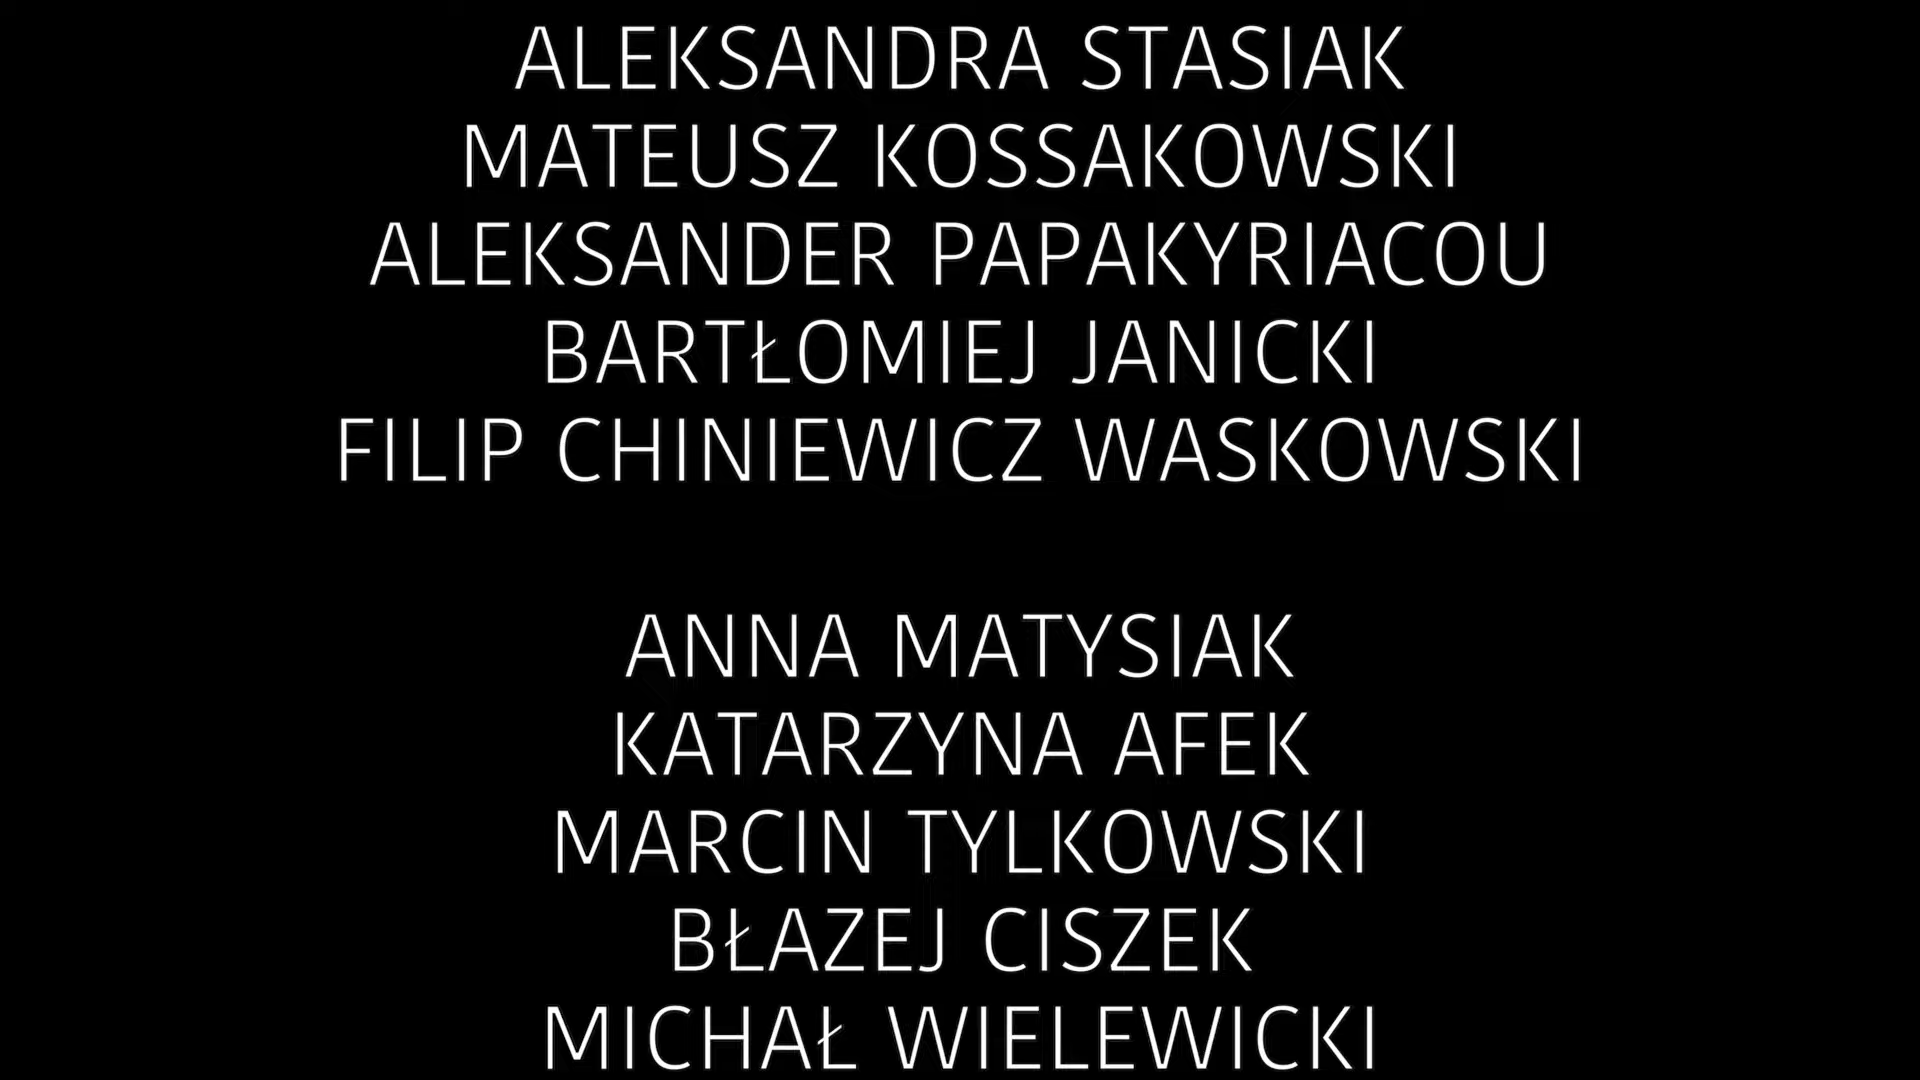 ALEKSANDRA STASIAK
MATEUSZ KOSSAKOWSKI
ALEKSANDER PAPAKYRIACOU
BARTŁOMIEJ JANICKI
FILIP CHINIEWICZ WASKOWSKI
ANNA MATYSIAK
KATARZYNA AFEK
MARCIN TYLKOWSKI
BŁAZEJ CISZEK
MICHAŁ WIELEWICKI